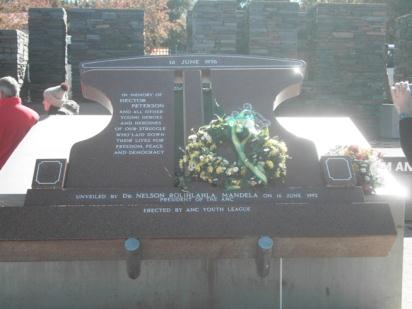 16 JUNE 1976
IN MEMORY OF
HECTOR
PETERSON
AND ALL OTHER
YOUNG HEROES
AND HEROINES
OF OUR STRUGGLE
WHO LAID DOWN
THEIR LIVES FOR
FREEDOM, PEACE
AND DEMOCRACY
UNVEILED BY DR NELSON ROLIHLAHLA MANDELA ON 16 JUNE 1992
PRESIDENT OF THE ANC
ERECTED BY ANC YOUTH LEAGUE